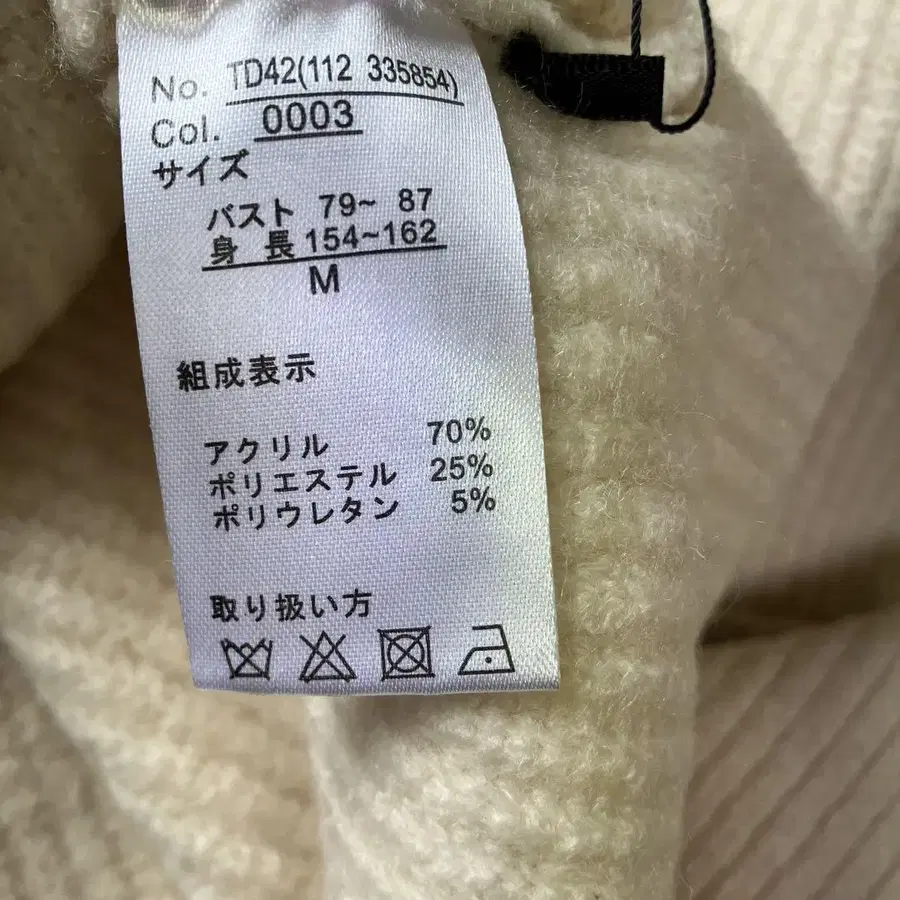 No. TD42(112 335854)
Col. 0003
サイズ
バスト 79~ 87
身 長 154~162
M
組成表示
アクリル 70%
ポリエステル 25%
ポリウレタン 5%
取り扱い方